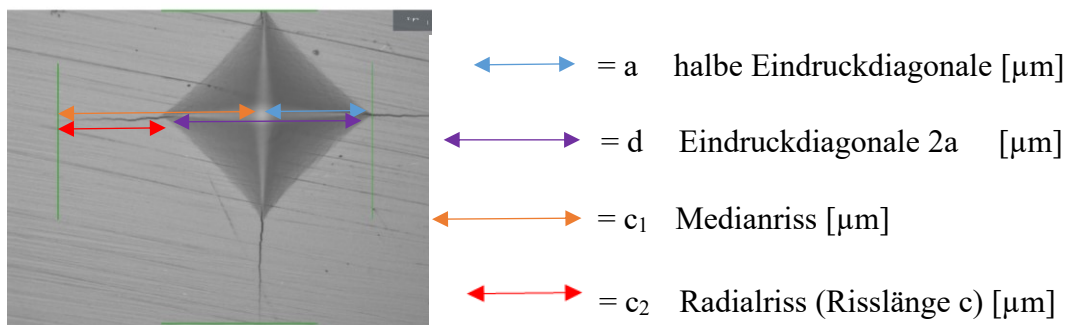 = a halbe Eindruckdiagonale [µm]
= d Eindruckdiagonale 2a [µm]
= c₁ Medianriss [µm]
= c₂ Radialriss (Risslänge c) [µm]